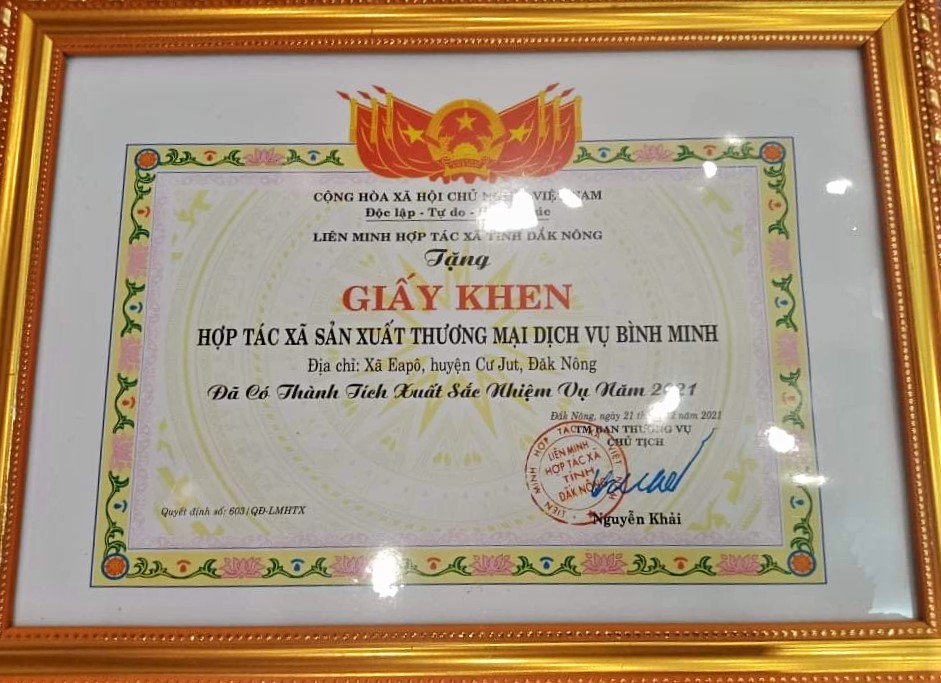 CỘNG HÒA XÃ HỘI CHỦ VIỆT NAM
Độc lập - Tự do -
LIÊN MINH HỢP TÁC XÃ TỈNH ĐẮK NÔNG
Tặng
GIẤY KHEN
HỢP TÁC XÃ SẢN XUẤT THƯƠNG MẠI DỊCH VỤ BÌNH MINH
Địa chỉ: Xã Eapô, huyện Cư Jut, Đăk Nông
Đã Có Thành Tích Xuất Sắc Nhiệm Vụ Năm 2021
Đắk Nông, ngày 21 năm 2021
TM BAN THƯỜNG VỤ
CHỦ TỊCH
LIÊN MINH
HỢP TÁC XÃ
TỈNH
ĐẮK NÔNG
Quyết định số: 603/QĐ-LMHTX
Nguyễn Khải